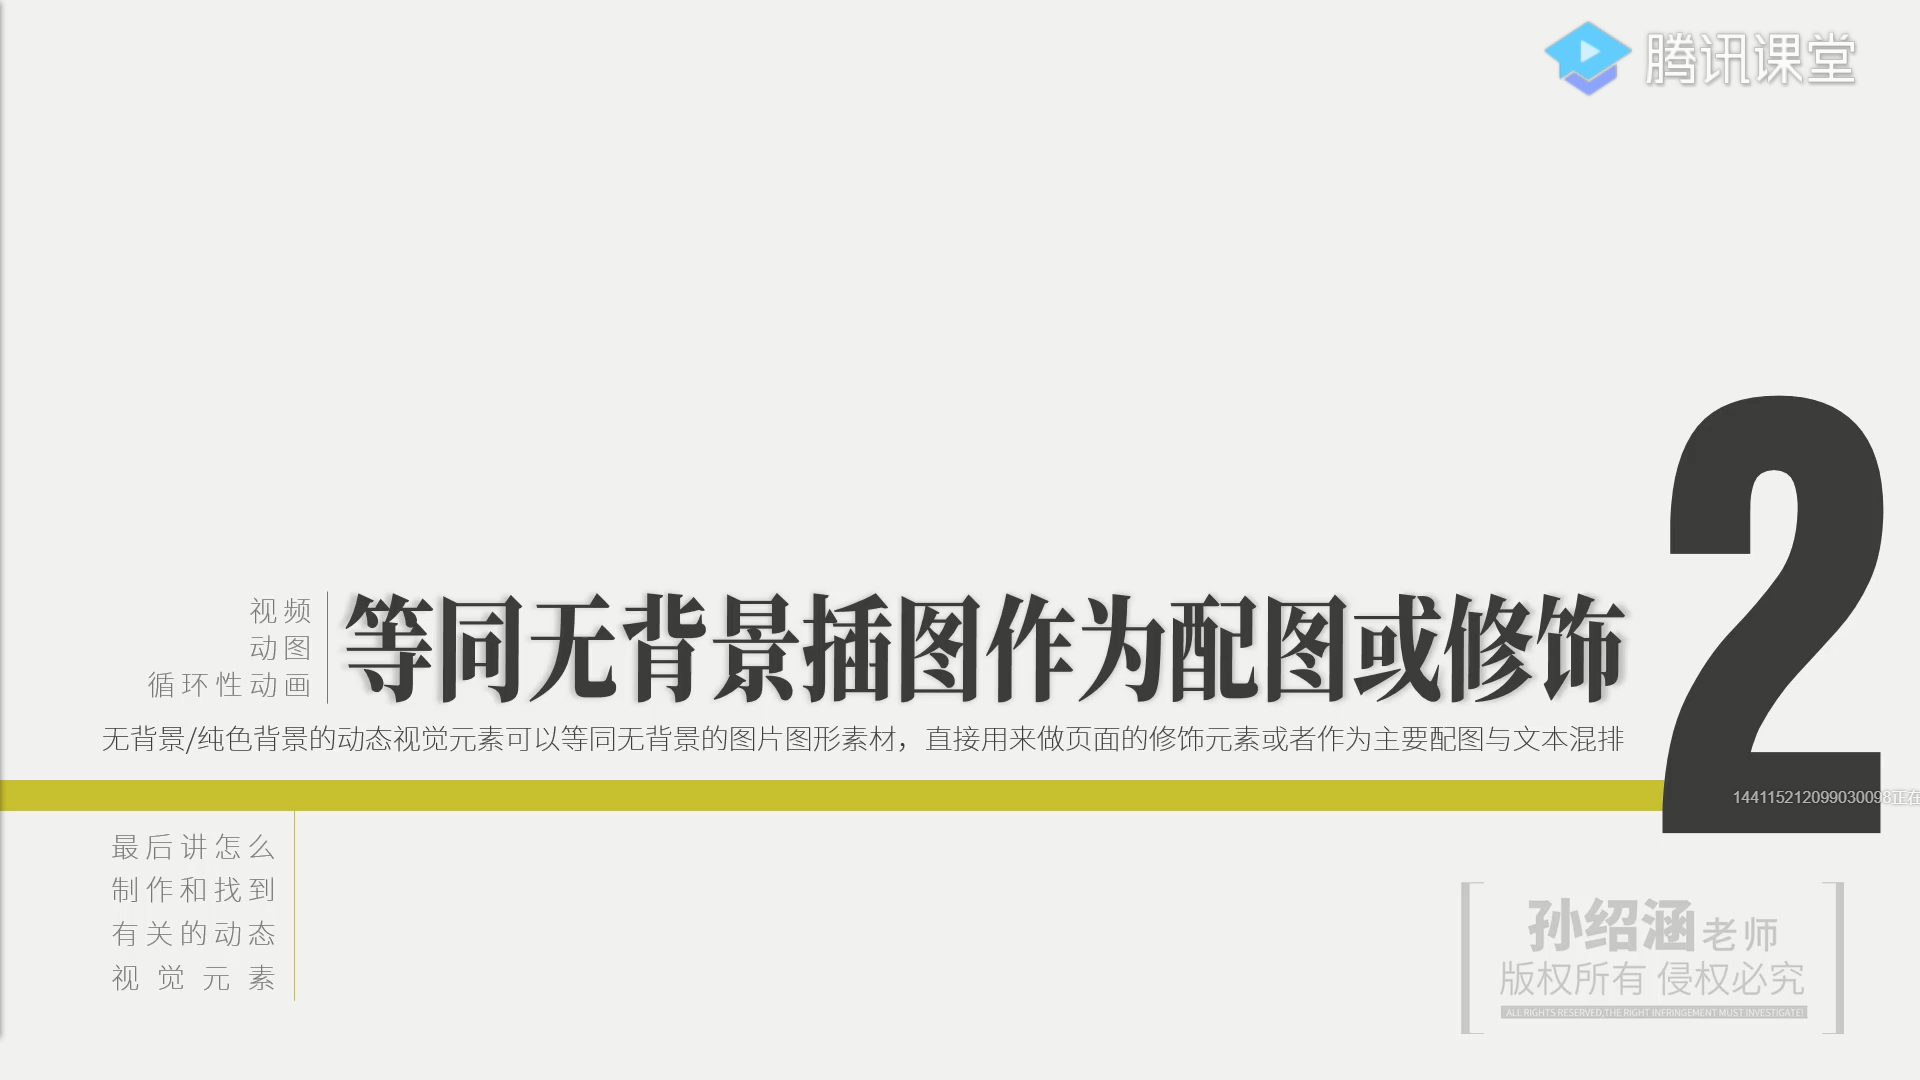 腾讯课堂
2
视频
动图
循环性动画
等同无背景插图作为配图或修饰
无背景/纯色背景的动态视觉元素可以等同无背景的图片图形素材，直接用来做页面的修饰元素或者作为主要配图与文本混排
144115212099030098正在
最后讲怎么
制作和找到
有关的动态
视觉元素
孙绍涵老师
版权所有 侵权必究
ALL RIGHTS RESERVED,THE RIGHT INFRINGEMENT MUST INVESTIGATE!